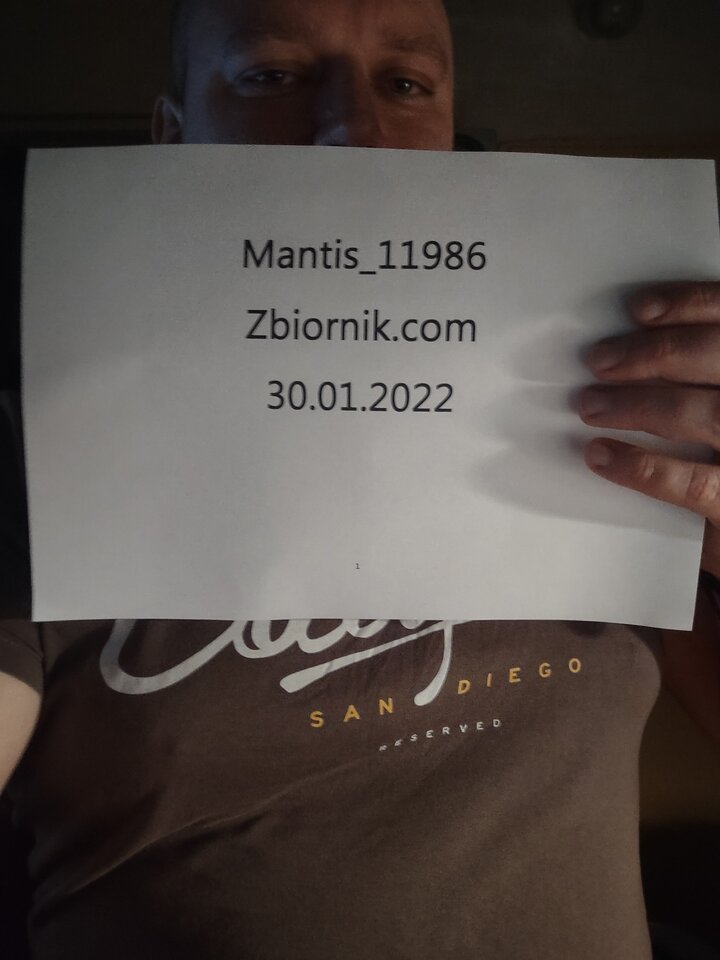 Mantis_11986
Zbiornik.com
30.01.2022
1
SAN DIEGO
RESERVED